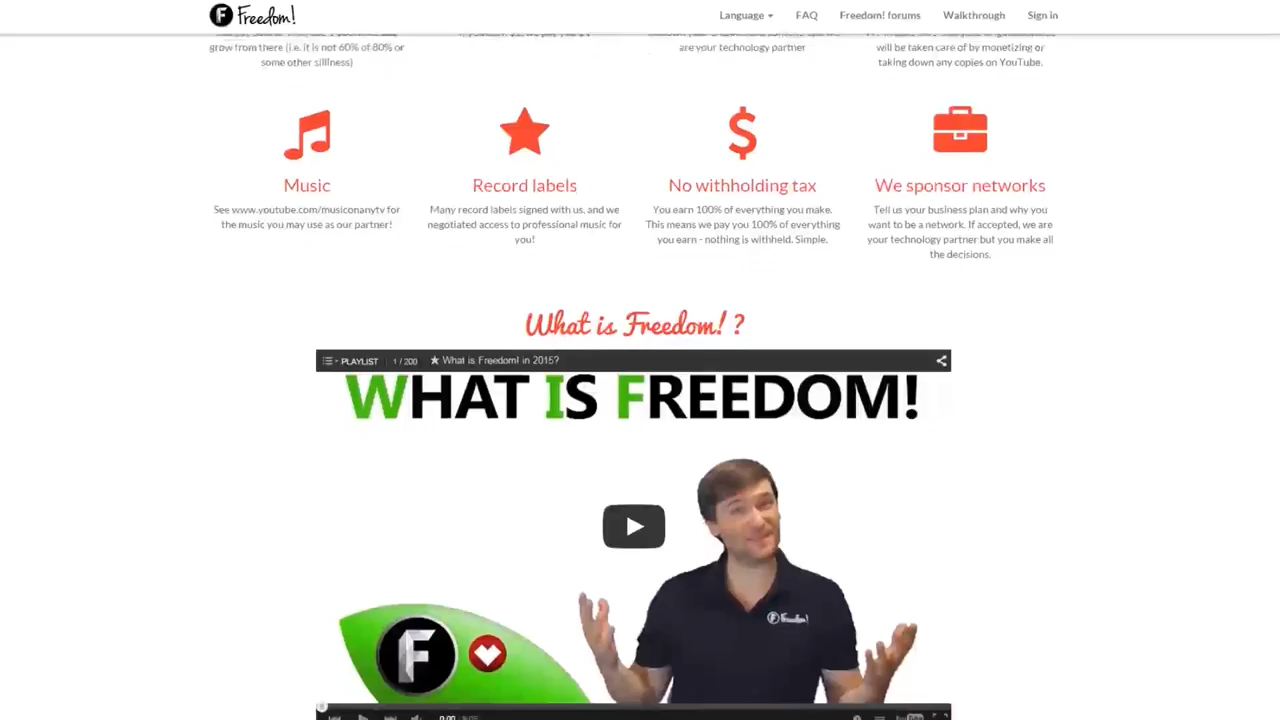 Freedom!
Language
FAQ
Freedom! forums
Walkthrough
Sign in
grow from there (i.e. it is not 60% of 80% or
some other silliness)
are your technology partner
will be taken care of by monetizing or
taking down any copies on YouTube.
Music
See www.youtube.com/musiconanytv for
the music you may use as our partner!
Record labels
Many record labels signed with us, and we
negotiated access to professional music for
you!
No withholding tax
You earn 100% of everything you make.
This means we pay you 100% of everything
you earn - nothing is withheld. Simple.
We sponsor networks
Tell us your business plan and why you
want to be a network. If accepted, we are
your technology partner but you make all
the decisions.
What is Freedom! ?
PLAYLIST 1 / 200 ★ What is Freedom! in 2015?
WHAT IS FREEDOM!
F
Freedom!
0:00